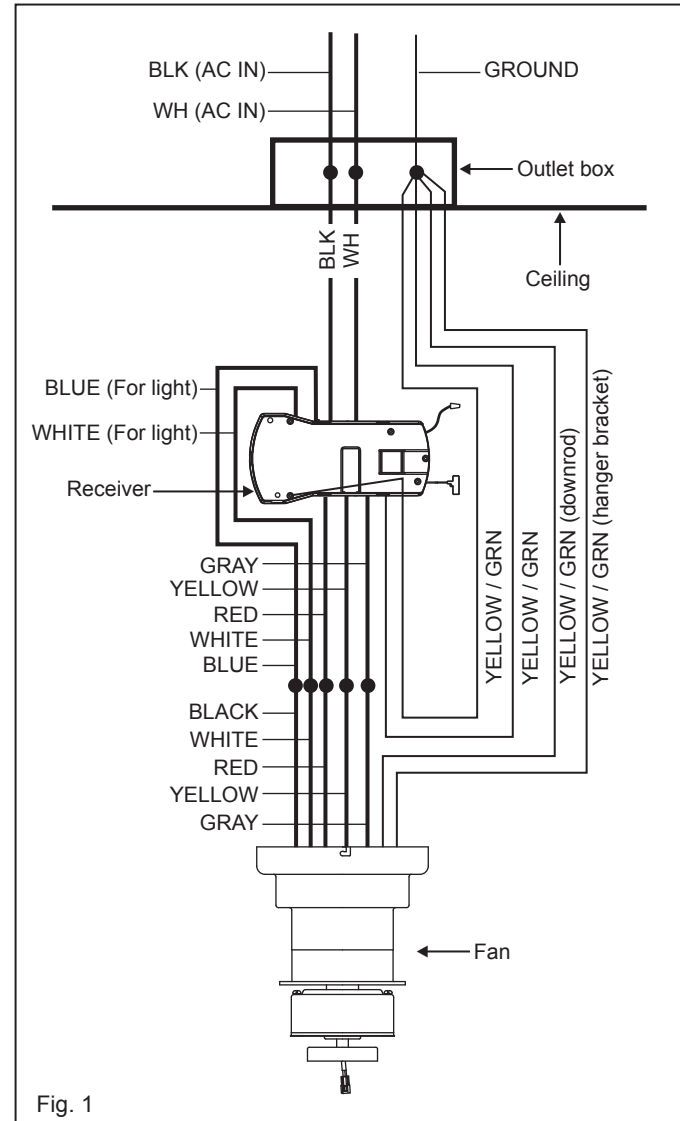 BLK (AC IN)
GROUND
WH (AC IN)
Outlet box
BLK
WH
Ceiling
BLUE (For light)
WHITE (For light)
Receiver
GRAY
YELLOW
RED
WHITE
BLUE
YELLOW / GRN
YELLOW / GRN
YELLOW / GRN (downrod)
YELLOW / GRN (hanger bracket)
BLACK
WHITE
RED
YELLOW
GRAY
Fan
Fig. 1